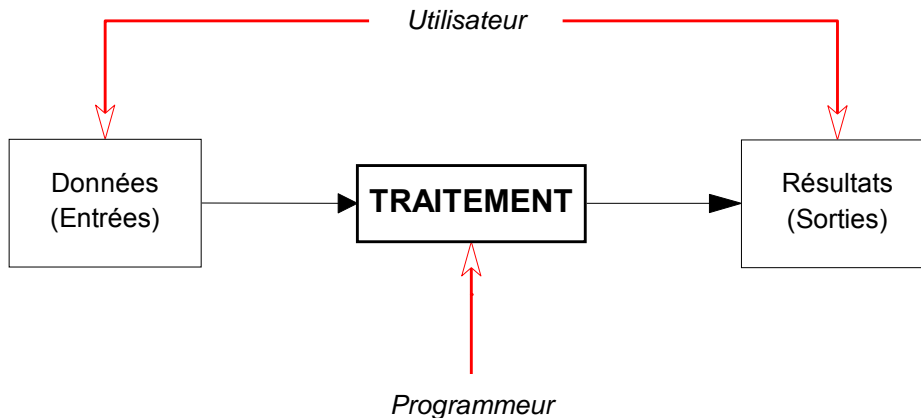 Utilisateur
Données
(Entrées)
TRAITEMENT
Résultats
(Sorties)
Programmeur